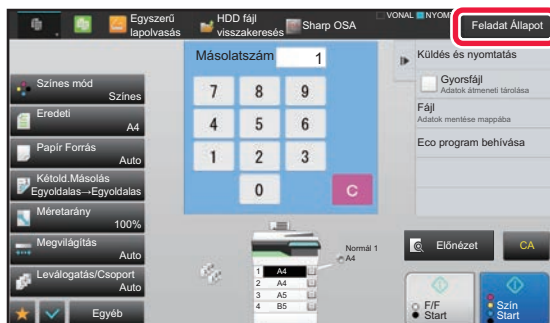 Egyszerű
lapolvasás
HDD fájl
visszakeresés
Sharp OSA
VONAL
NYOM
Feladat Állapot
Másolatszám
1
7 8 9
4 5 6
1 2 3
0 C
Színes mód
Színes
Eredeti
A4
Papír Forrás
Auto
Kétold.Másolás
Egyoldalas→Egyoldalas
Méretarány
100%
Megvilágítás
Auto
Leválogatás/Csoport
Auto
Egyéb
Normál 1
A4
1 A4
2 A4
3 A5
4 B5
Küldés és nyomtatás
Gyorsfájl
Adatok átmeneti tárolása
Fájl
Adatok mentése mappába
Eco program behívása
Előnézet
CA
F/F
Start
Szín
Start